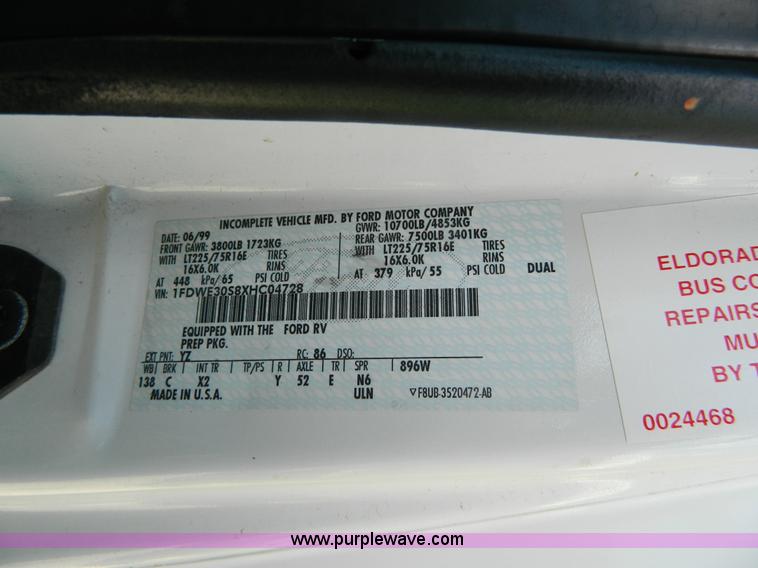 INCOMPLETE VEHICLE MFD. BY FORD MOTOR COMPANY
DATE: 06/99 GVWR: 10700LB/4853KG
FRONT GAWR: 3800LB 1723KG REAR GAWR: 7500LB 3401KG
WITH LT225/75R16E TIRES WITH LT225/75R16E TIRES
16X6.0K RIMS 16X6.0K RIMS
AT 448 kPa/65 PSI COLD AT 379 kPa/55 PSI COLD DUAL
VIN: 1FDWE30S8XHC04728
EQUIPPED WITH THE FORD RV
PREP PKG.
EXT PNT: YZ RC: 86 DSO:
WB BRK INT TR TP/PS R AXLE TR SPR 896W
138 C X2 Y 52 E N6
MADE IN U.S.A. ULN ▽F8UB-3520472-AB
ELDORAD
BUS CO
REPAIRS
MU
BY T
0024468
www.purplewave.com